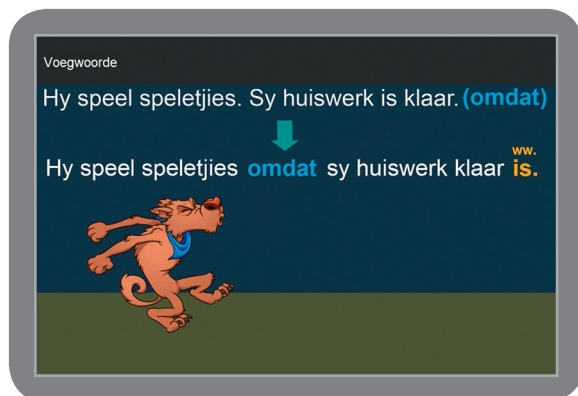 Voegwoorde
Hy speel speletjies. Sy huiswerk is klaar. (omdat)
ww.
Hy speel speletjies omdat sy huiswerk klaar is.